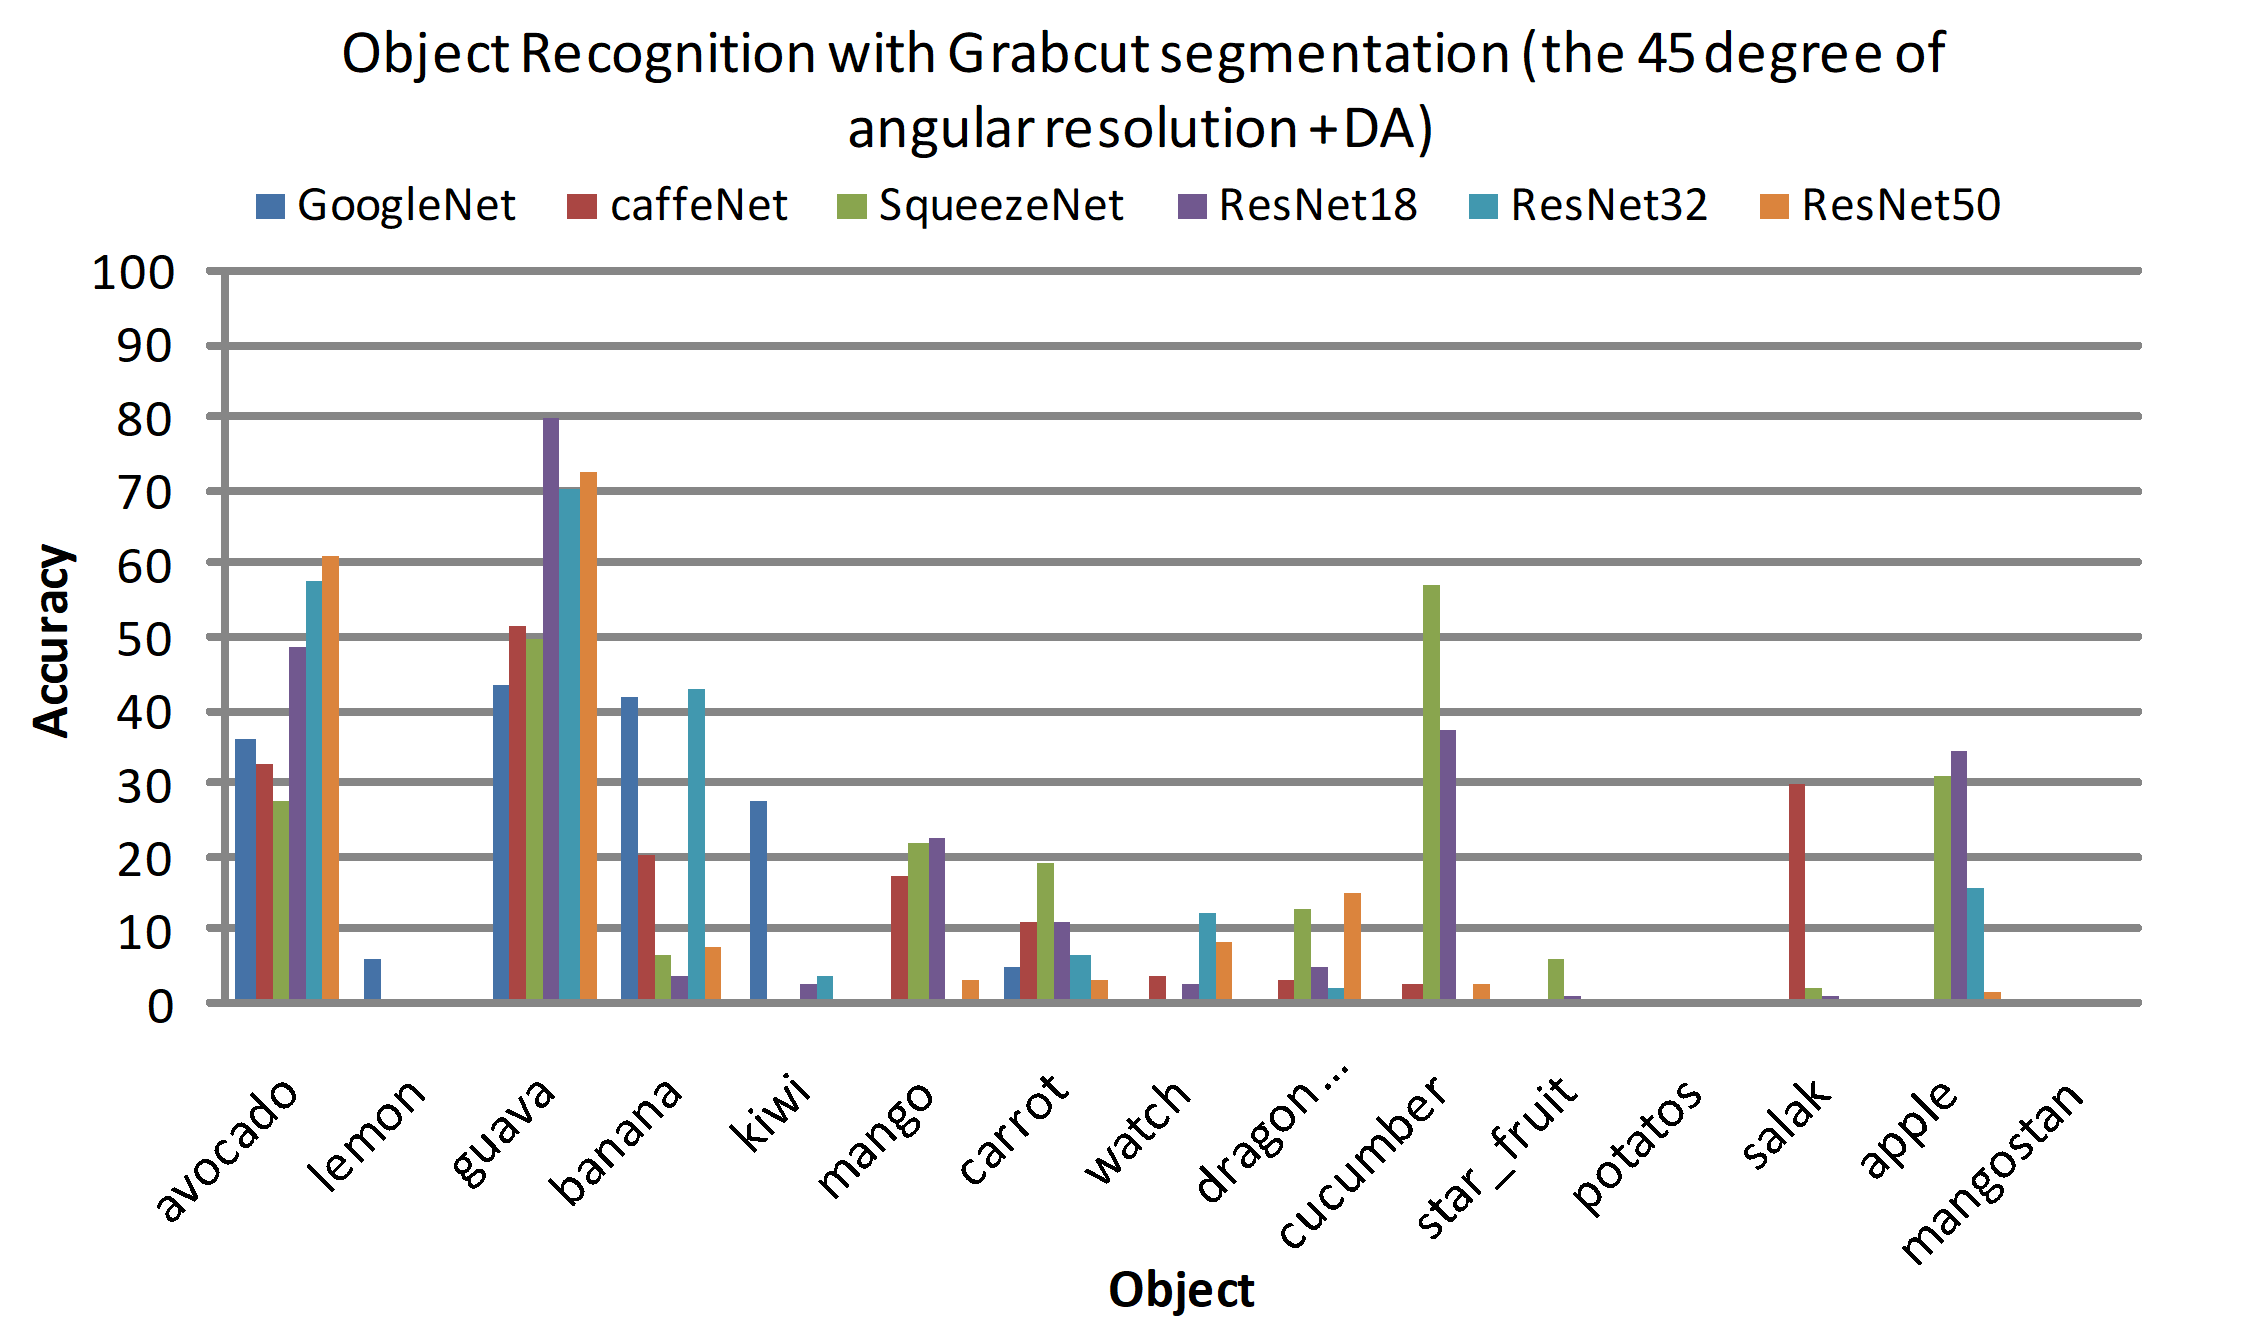 Object Recognition with Grabcut segmentation (the 45 degree of
angular resolution +DA)
GoogleNet caffeNet SqueezeNet ResNet18 ResNet32 ResNet50
100
90
80
70
60
50
40
30
20
10
0
Accuracy
avocado
lemon
guava
banana
kiwi
mango
carrot
watch
dragon...
cucumber
star_fruit
potatos
salak
apple
mangostan
Object